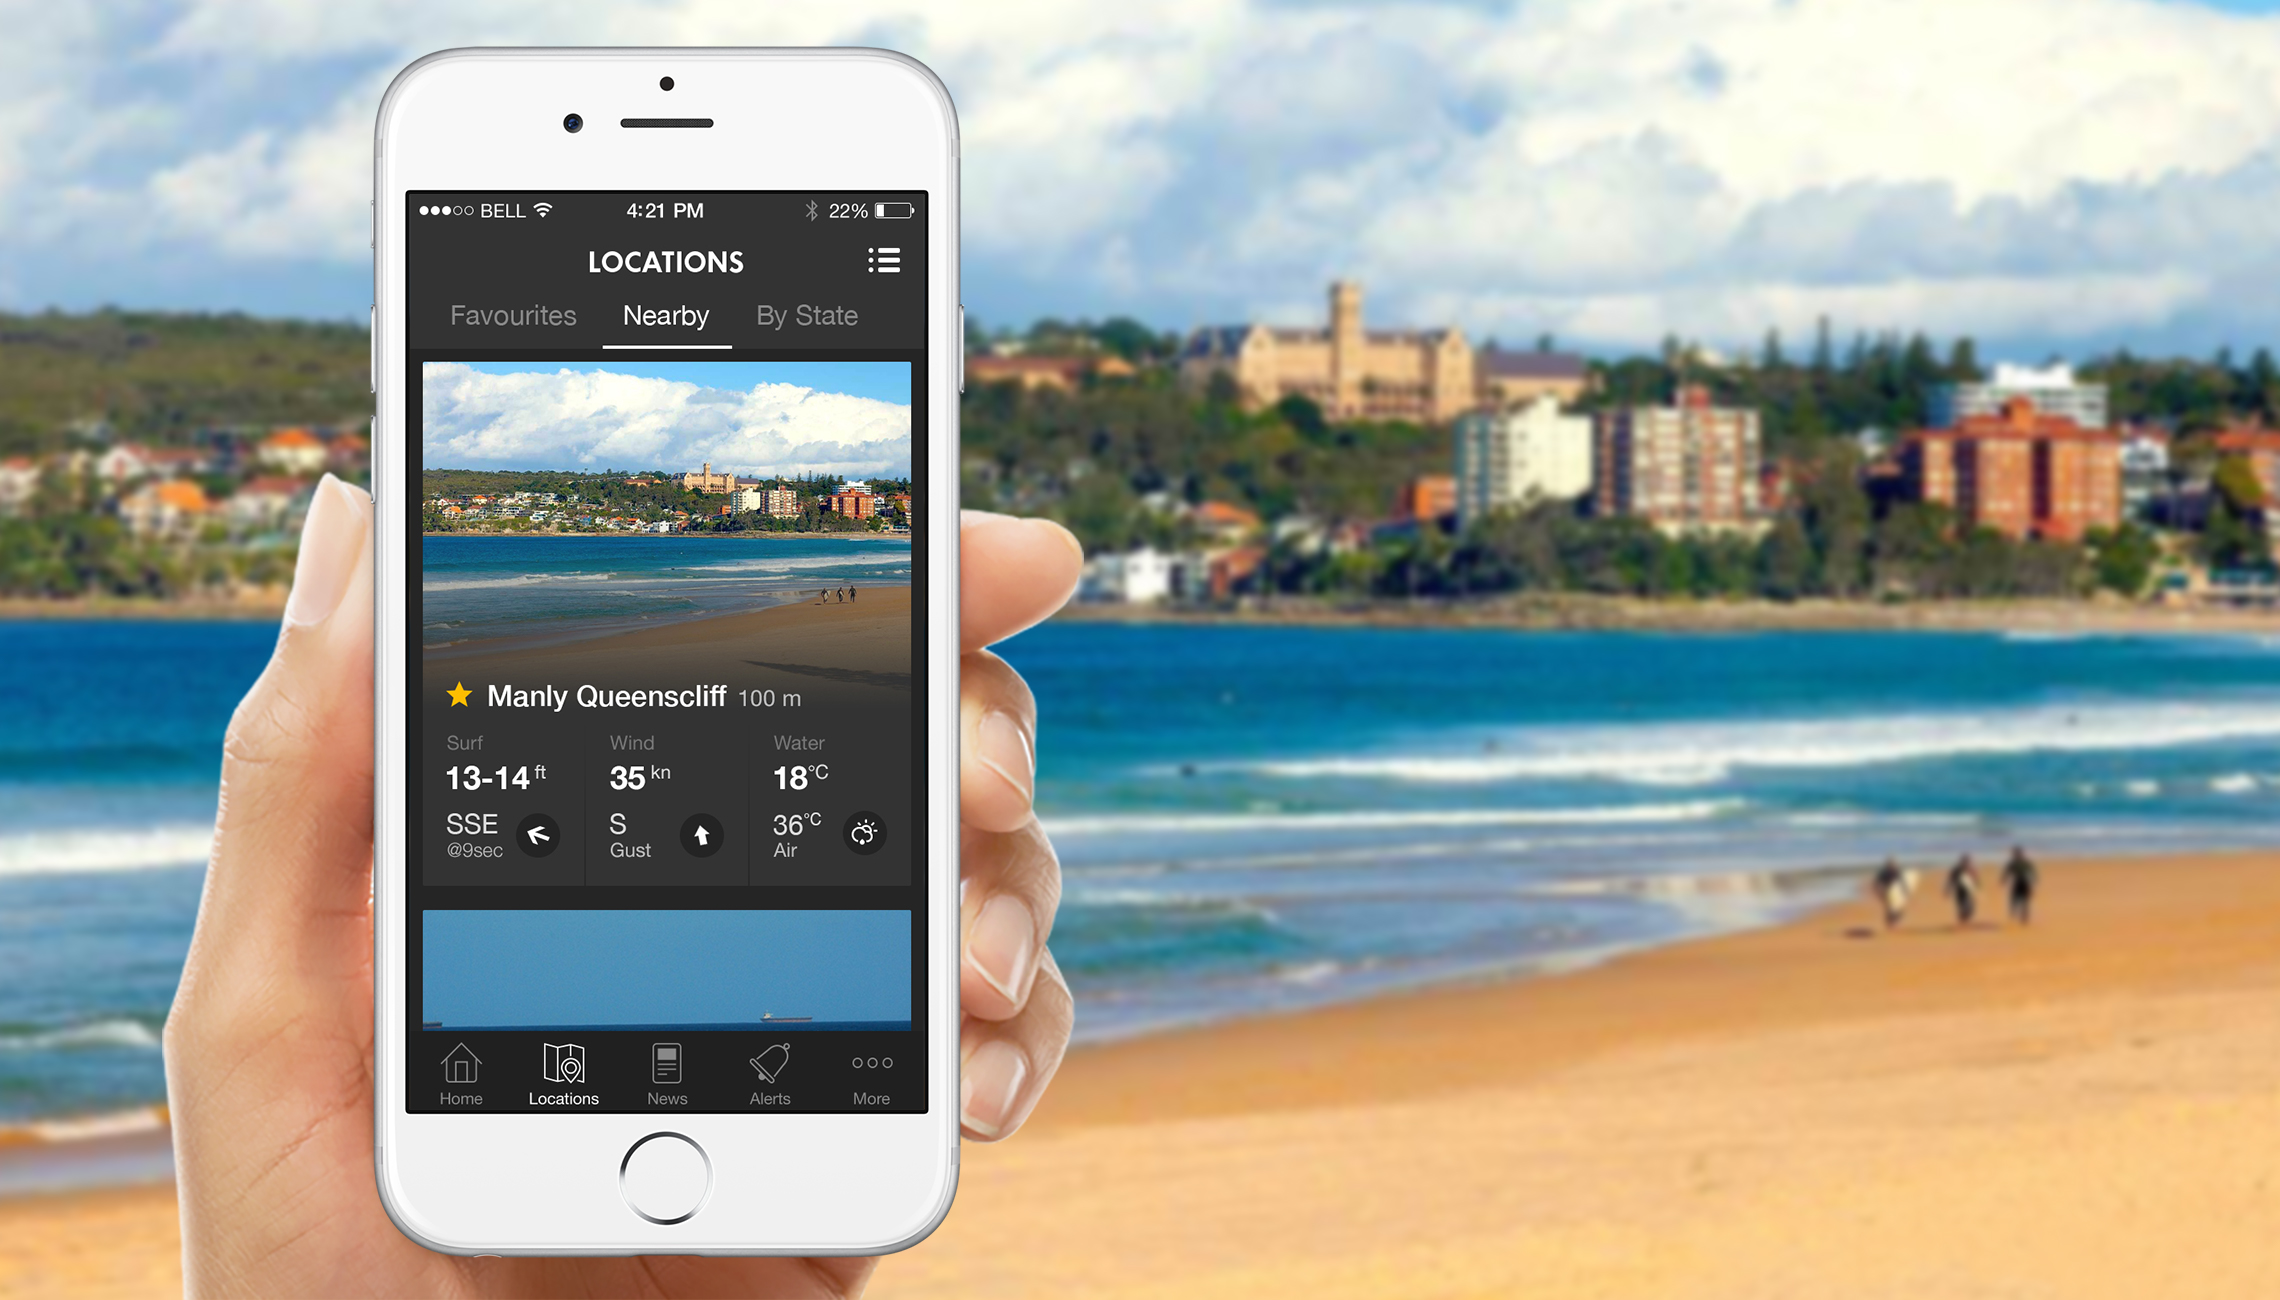 BELL 4:21 PM 22%
LOCATIONS
Favourites Nearby By State
Manly Queenscliff 100 m
Surf Wind Water
13-14 ft 35 kn 18°C
SSE S 36°C
@9sec Gust Air
Home Locations News Alerts More